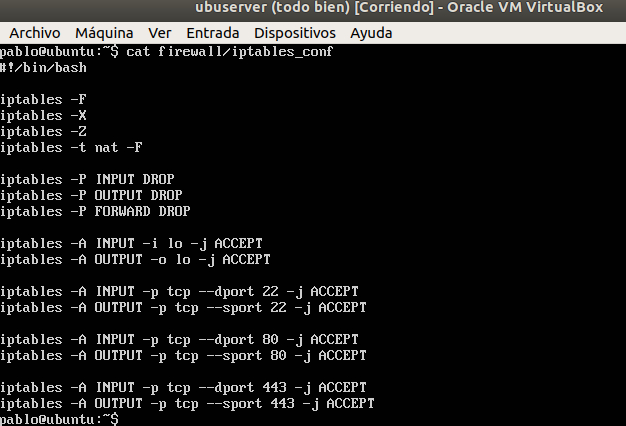 ubuserver (todo bien) [Corriendo] - Oracle VM VirtualBox
Archivo Máquina Ver Entrada Dispositivos Ayuda
pablo@ubuntu:~$ cat firewall/iptables_conf
#!/bin/bash
iptables -F
iptables -X
iptables -Z
iptables -t nat -F
iptables -P INPUT DROP
iptables -P OUTPUT DROP
iptables -P FORWARD DROP
iptables -A INPUT -i lo -j ACCEPT
iptables -A OUTPUT -o lo -j ACCEPT
iptables -A INPUT -p tcp --dport 22 -j ACCEPT
iptables -A OUTPUT -p tcp --sport 22 -j ACCEPT
iptables -A INPUT -p tcp --dport 80 -j ACCEPT
iptables -A OUTPUT -p tcp --sport 80 -j ACCEPT
iptables -A INPUT -p tcp --dport 443 -j ACCEPT
iptables -A OUTPUT -p tcp --sport 443 -j ACCEPT
pablo@ubuntu:~$